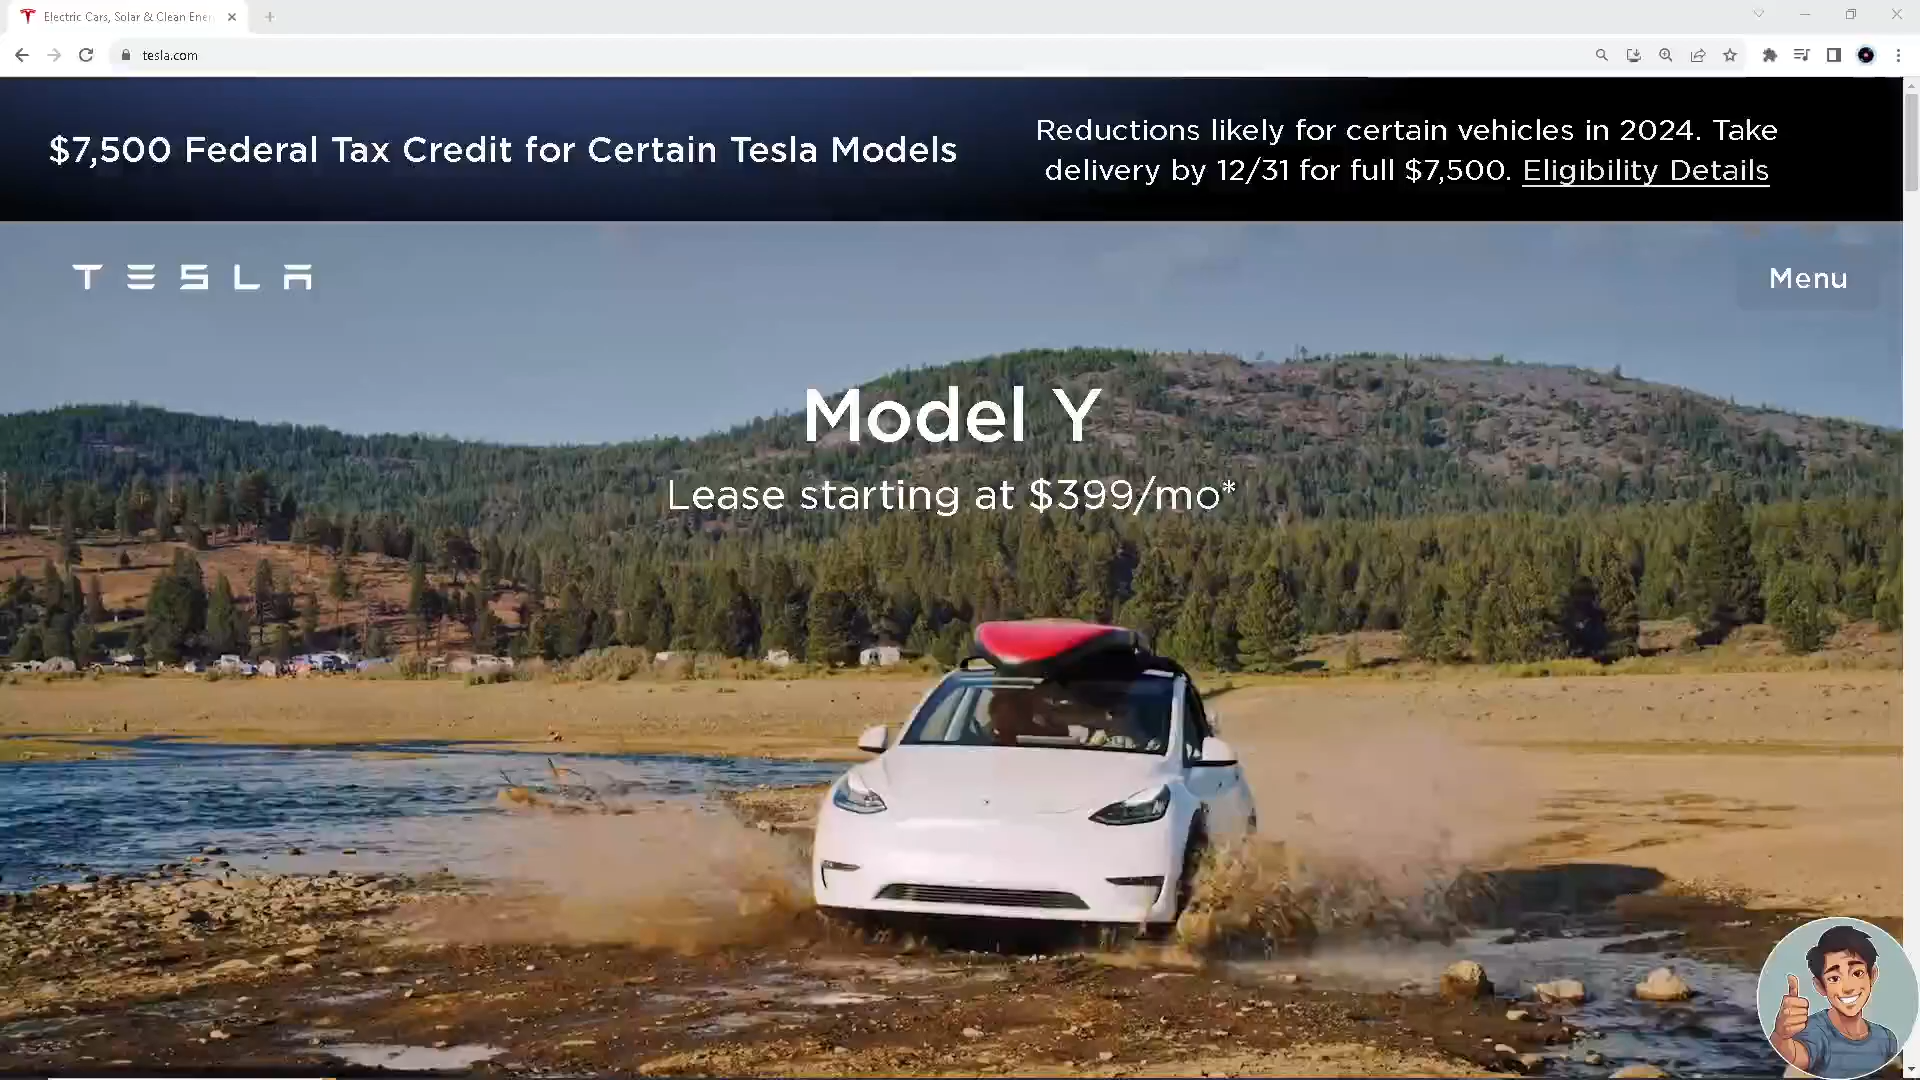 Electric Cars, Solar & Clean Ener
tesla.com
$7,500 Federal Tax Credit for Certain Tesla Models
Reductions likely for certain vehicles in 2024. Take
delivery by 12/31 for full $7,500. Eligibility Details
TESLA
Menu
Model Y
Lease starting at $399/mo*